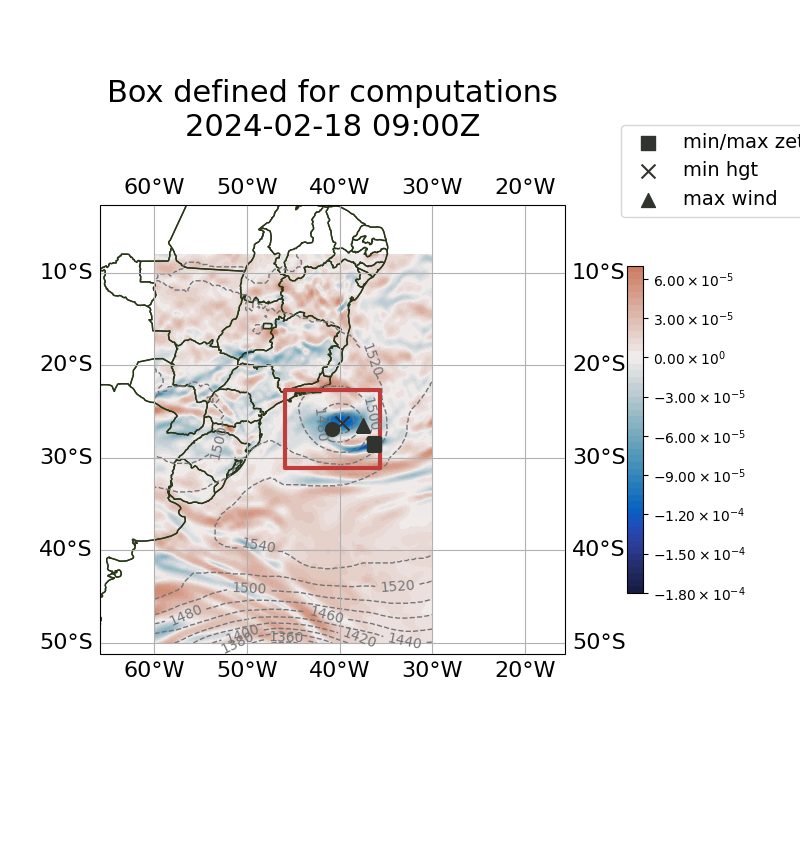 Box defined for computations
2024-02-18 09:00Z
min/max zet
min hgt
max wind
60°W 50°W 40°W 30°W 20°W
10°S 10°S
20°S 20°S
30°S 30°S
40°S 40°S
50°S 50°S
60°W 50°W 40°W 30°W 20°W
6.00 × 10⁻⁵
3.00 × 10⁻⁵
0.00 × 10⁰
−3.00 × 10⁻⁵
−6.00 × 10⁻⁵
−9.00 × 10⁻⁵
−1.20 × 10⁻⁴
−1.50 × 10⁻⁴
−1.80 × 10⁻⁴
1520
1500
1480
1500
1540
1500
1520
1480
1460
1400
1380
1360
1420
1440